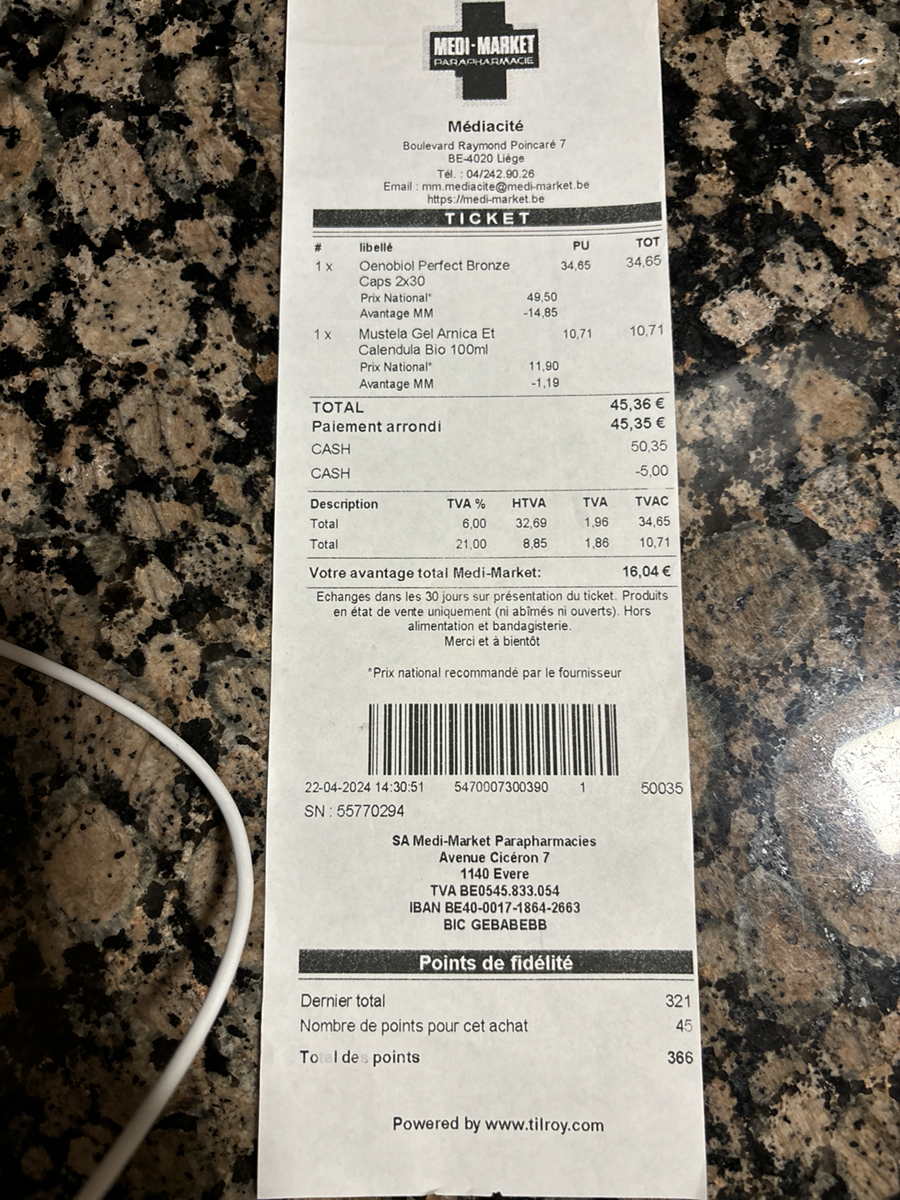 MEDI-MARKET
PARAPHARMACIE
Médiacité
Boulevard Raymond Poincaré 7
BE-4020 Liège
Tél. : 04/242.90.26
Email : mm.mediacite@medi-market.be
https://medi-market.be
TICKET
# libellé PU TOT
1 x Oenobiol Perfect Bronze 34,65 34,65
Caps 2x30
Prix National* 49,50
Avantage MM -14,85
1 x Mustela Gel Arnica Et 10,71 10,71
Calendula Bio 100ml
Prix National* 11,90
Avantage MM -1,19
TOTAL 45,36 €
Paiement arrondi 45,35 €
CASH 50,35
CASH -5,00
Description TVA % HTVA TVA TVAC
Total 6,00 32,69 1,96 34,65
Total 21,00 8,85 1,86 10,71
Votre avantage total Medi-Market: 16,04 €
Echanges dans les 30 jours sur présentation du ticket. Produits
en état de vente uniquement (ni abîmés ni ouverts). Hors
alimentation et bandagisterie.
Merci et à bientôt
*Prix national recommandé par le fournisseur
22-04-2024 14:30:51 5470007300390 1 50035
SN : 55770294
SA Medi-Market Parapharmacies
Avenue Cicéron 7
1140 Evere
TVA BE0545.833.054
IBAN BE40-0017-1864-2663
BIC GEBABEBB
Points de fidélité
Dernier total 321
Nombre de points pour cet achat 45
Total des points 366
Powered by www.tilroy.com